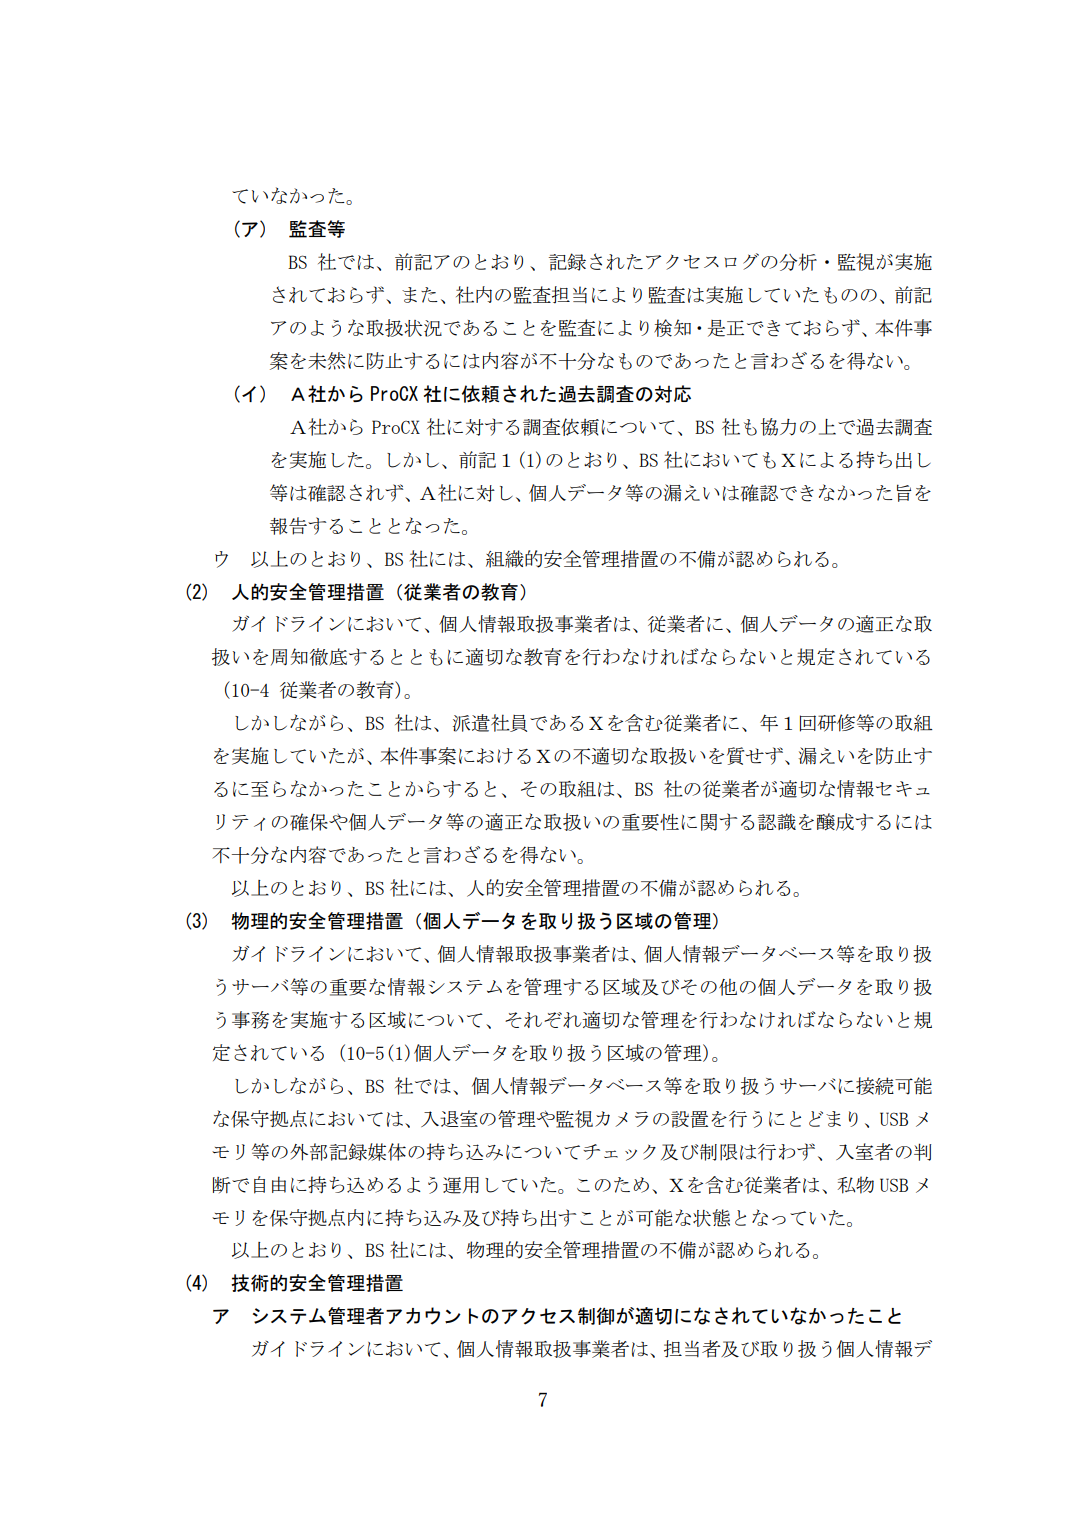 ていなかった。
（ア） 監査等
BS 社では、前記アのとおり、記録されたアクセスログの分析・監視が実施
されておらず、また、社内の監査担当により監査は実施していたものの、前記
アのような取扱状況であることを監査により検知・是正できておらず、本件事
案を未然に防止するには内容が不十分なものであったと言わざるを得ない。
（イ） Ａ社から ProCX 社に依頼された過去調査の対応
Ａ社から ProCX 社に対する調査依頼について、BS 社も協力の上で過去調査
を実施した。しかし、前記１(1)のとおり、BS 社においてもＸによる持ち出し
等は確認されず、Ａ社に対し、個人データ等の漏えいは確認できなかった旨を
報告することとなった。
ウ 以上のとおり、BS 社には、組織的安全管理措置の不備が認められる。
(2) 人的安全管理措置（従業者の教育）
ガイドラインにおいて、個人情報取扱事業者は、従業者に、個人データの適正な取
扱いを周知徹底するとともに適切な教育を行わなければならないと規定されている
（10-4 従業者の教育）。
しかしながら、BS 社は、派遣社員であるＸを含む従業者に、年１回研修等の取組
を実施していたが、本件事案におけるＸの不適切な取扱いを質せず、漏えいを防止す
るに至らなかったことからすると、その取組は、BS 社の従業者が適切な情報セキュ
リティの確保や個人データ等の適正な取扱いの重要性に関する認識を醸成するには
不十分な内容であったと言わざるを得ない。
以上のとおり、BS 社には、人的安全管理措置の不備が認められる。
(3) 物理的安全管理措置（個人データを取り扱う区域の管理）
ガイドラインにおいて、個人情報取扱事業者は、個人情報データベース等を取り扱
うサーバ等の重要な情報システムを管理する区域及びその他の個人データを取り扱
う事務を実施する区域について、それぞれ適切な管理を行わなければならないと規
定されている（10-5(1)個人データを取り扱う区域の管理）。
しかしながら、BS 社では、個人情報データベース等を取り扱うサーバに接続可能
な保守拠点においては、入退室の管理や監視カメラの設置を行うにとどまり、USB メ
モリ等の外部記録媒体の持ち込みについてチェック及び制限は行わず、入室者の判
断で自由に持ち込めるよう運用していた。このため、Ｘを含む従業者は、私物 USB メ
モリを保守拠点内に持ち込み及び持ち出すことが可能な状態となっていた。
以上のとおり、BS 社には、物理的安全管理措置の不備が認められる。
(4) 技術的安全管理措置
ア システム管理者アカウントのアクセス制御が適切になされていなかったこと
ガイドラインにおいて、個人情報取扱事業者は、担当者及び取り扱う個人情報デ
7